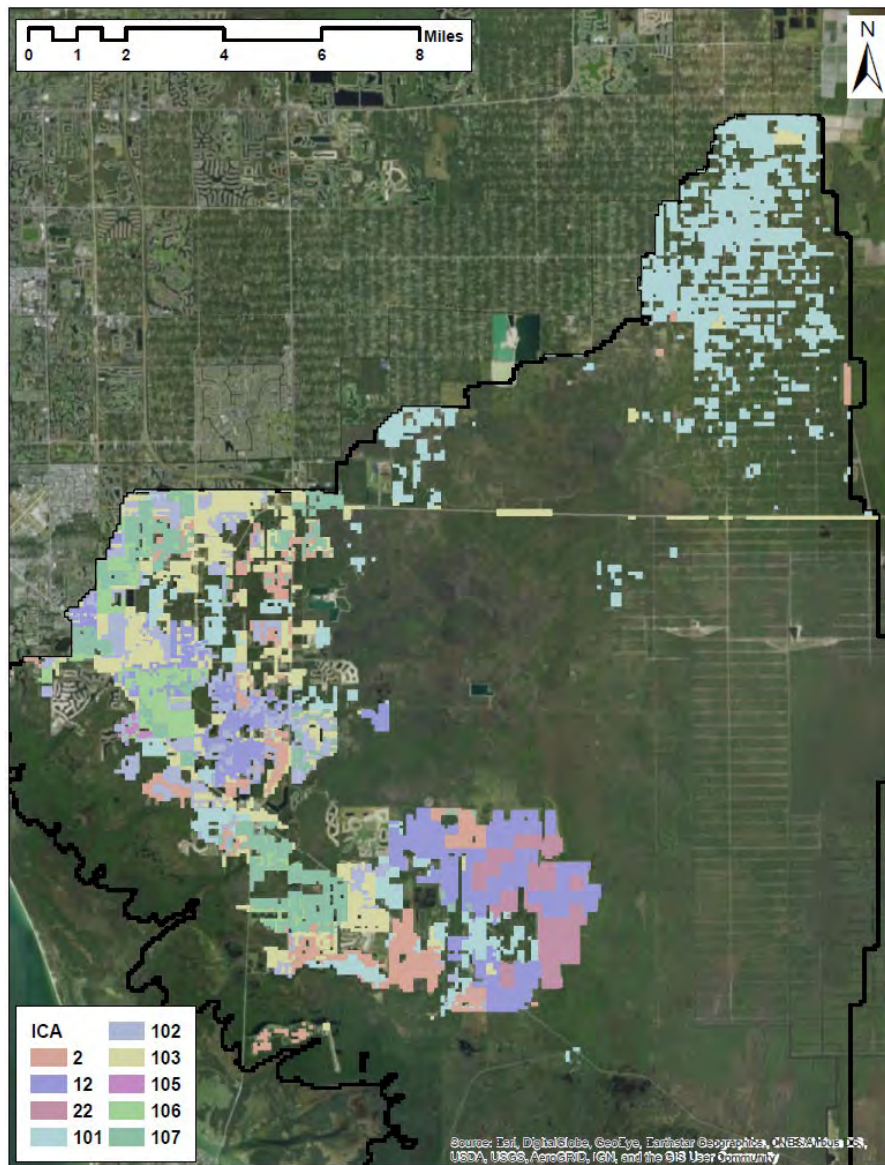 0 1 2 4 6 8 Miles
N
ICA
2
12
22
101
102
103
105
106
107
Source: Esri, DigitalGlobe, GeoEye, Earthstar Geographics, CNES/Airbus DS,
USDA, USGS, AeroGRID, IGN, and the GIS User Community